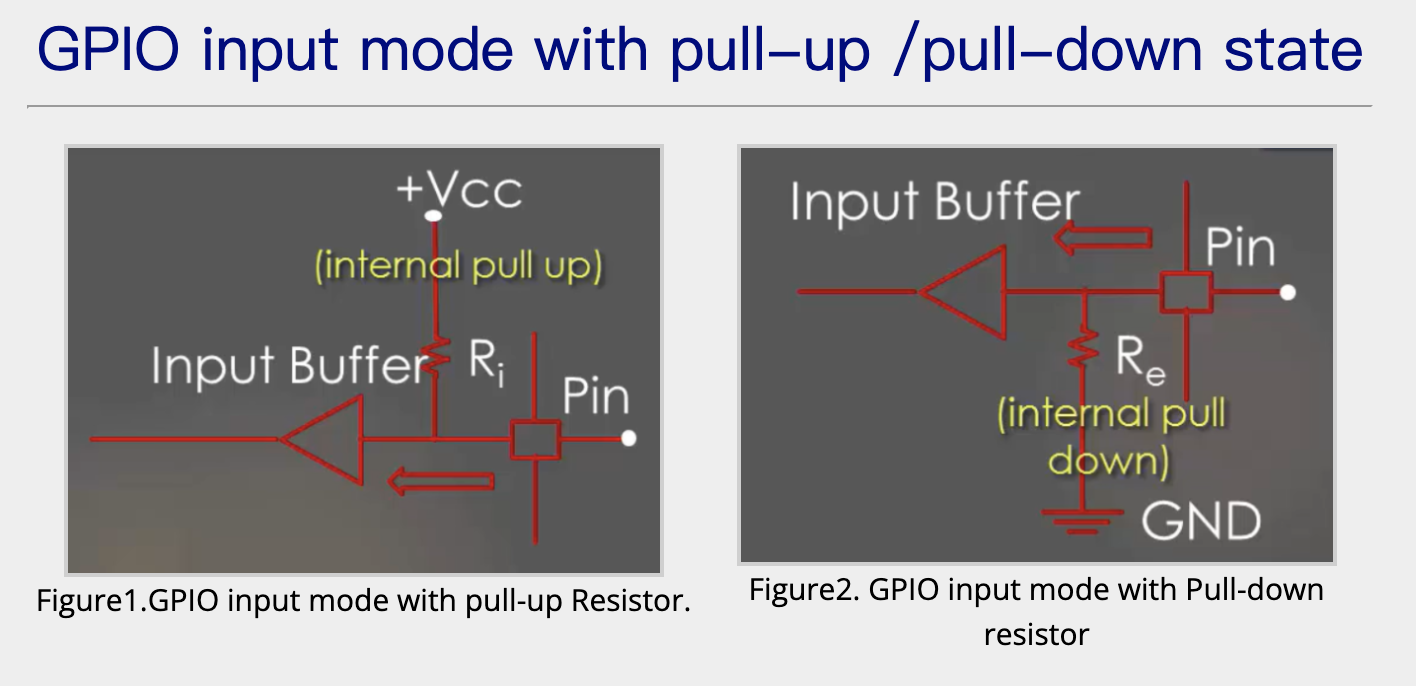 GPIO input mode with pull-up /pull-down state
+Vcc
(internal pull up)
Input Buffer
Ri
Pin
Figure1.GPIO input mode with pull-up Resistor.
Input Buffer
Pin
Re
(internal pull
down)
GND
Figure2. GPIO input mode with Pull-down
resistor